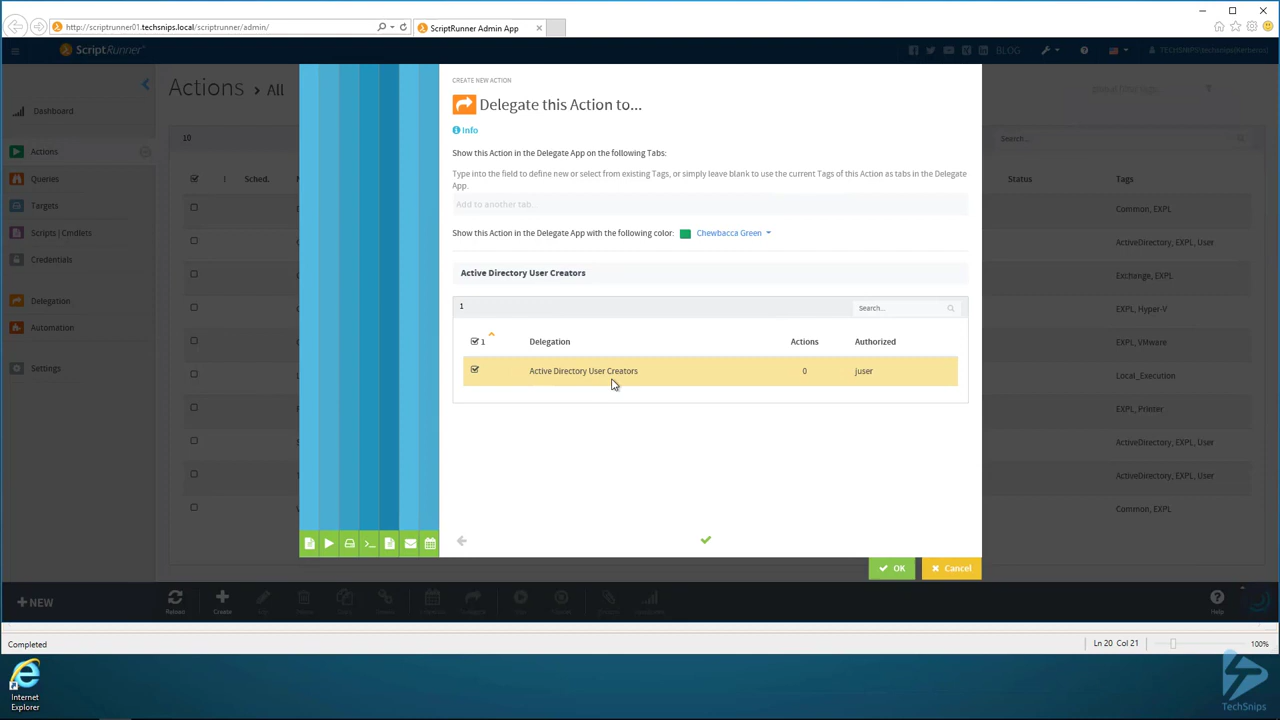 http://scriptrunner01.techsnips.local/scriptrunner/admin/
ScriptRunner Admin App
ScriptRunner
BLOG
Actions > All
Dashboard
Actions
Queries
Targets
Scripts | Cmdlets
Credentials
Delegation
Automation
Settings
10
Sched.
Search...
Status
Tags
Common, EXPL
ActiveDirectory, EXPL, User
Exchange, EXPL
EXPL, Hyper-V
EXPL, VMware
Local_Execution
EXPL, Printer
ActiveDirectory, EXPL, User
ActiveDirectory, EXPL, User
Common, EXPL
CREATE NEW ACTION
Delegate this Action to...
Info
Show this Action in the Delegate App on the following Tabs:
Type into the field to define new or select from existing Tags, or simply leave blank to use the current Tags of this Action as tabs in the Delegate
App.
Add to another tab.
Show this Action in the Delegate App with the following color: Chewbacca Green
Active Directory User Creators
1
Search...
1 Delegation Actions Authorized
Active Directory User Creators 0 juser
OK
Cancel
+NEW
Reload
Create
Help
Completed
Ln 20 Col 21
100%
Internet
Explorer
TechSnips